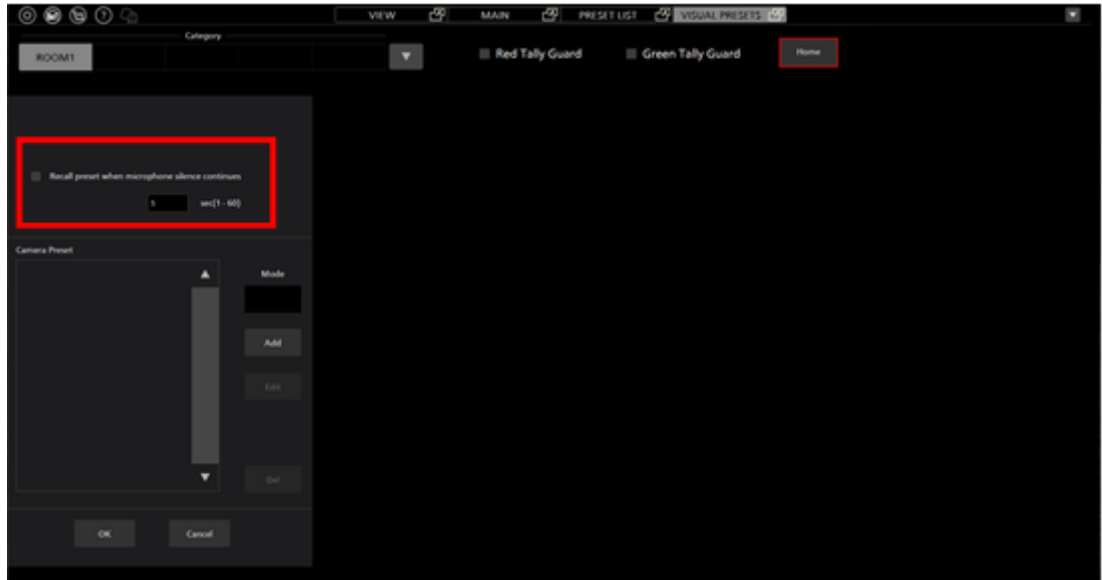 VIEW
MAIN
PRESET LIST
VISUAL PRESETS
Category
ROOM1
Red Tally Guard
Green Tally Guard
Home
Recall preset when microphone silence continues
5 sec(1 - 60)
Camera Preset
Mode
Add
Edit
Del
OK
Cancel